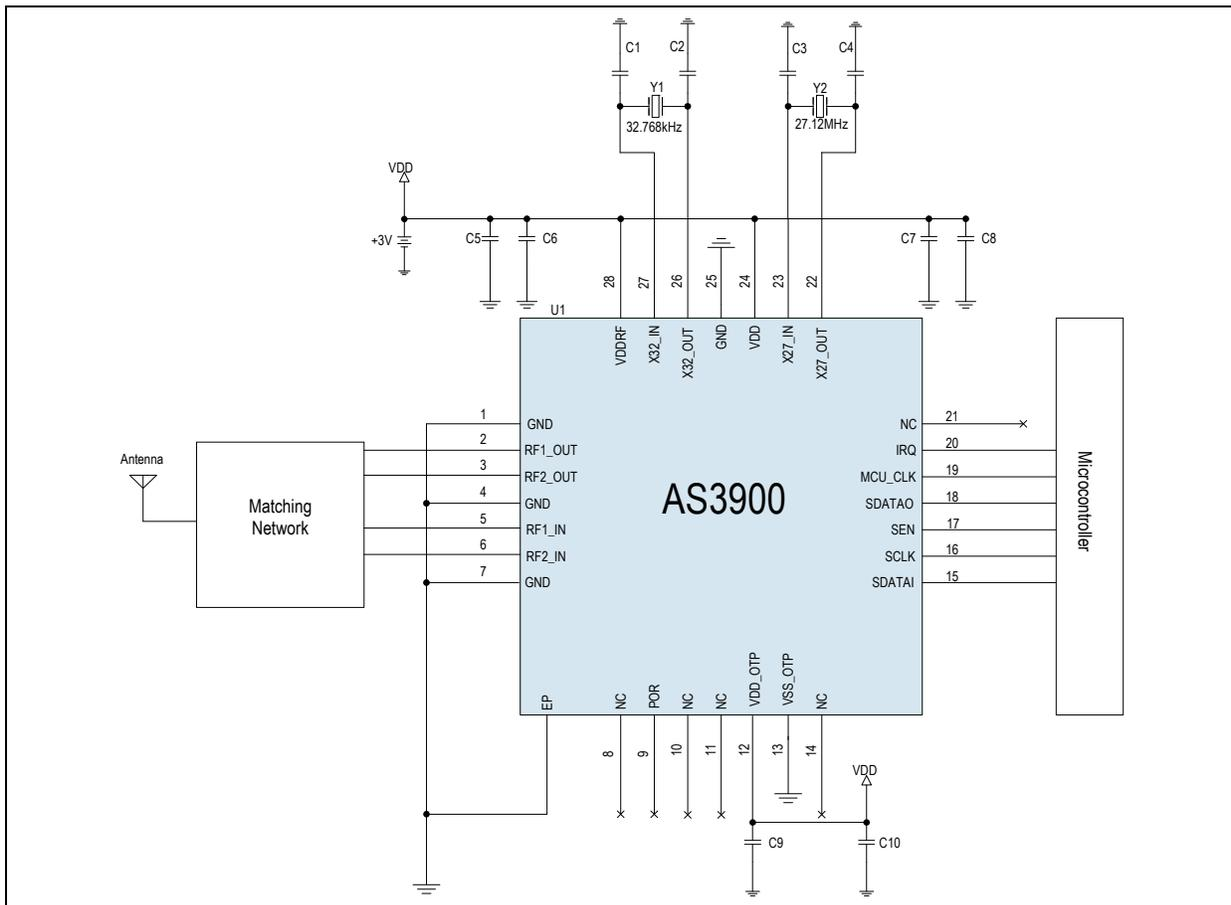 C1
C2
C3
C4
Y1
Y2
32.768kHz
27.12MHz
VDD
+3V
C5
C6
C7
C8
28
27
26
25
24
23
22
U1
VDDRF
X32_IN
X32_OUT
GND
VDD
X27_IN
X27_OUT
1
GND
2
RF1_OUT
3
RF2_OUT
4
GND
5
RF1_IN
6
RF2_IN
7
GND
Antenna
Matching
Network
AS3900
NC
21
IRQ
20
MCU_CLK
19
SDATAO
18
SEN
17
SCLK
16
SDATAI
15
Microcontroller
EP
NC
POR
NC
NC
VDD_OTP
VSS_OTP
NC
8
9
10
11
12
13
14
VDD
C9
C10